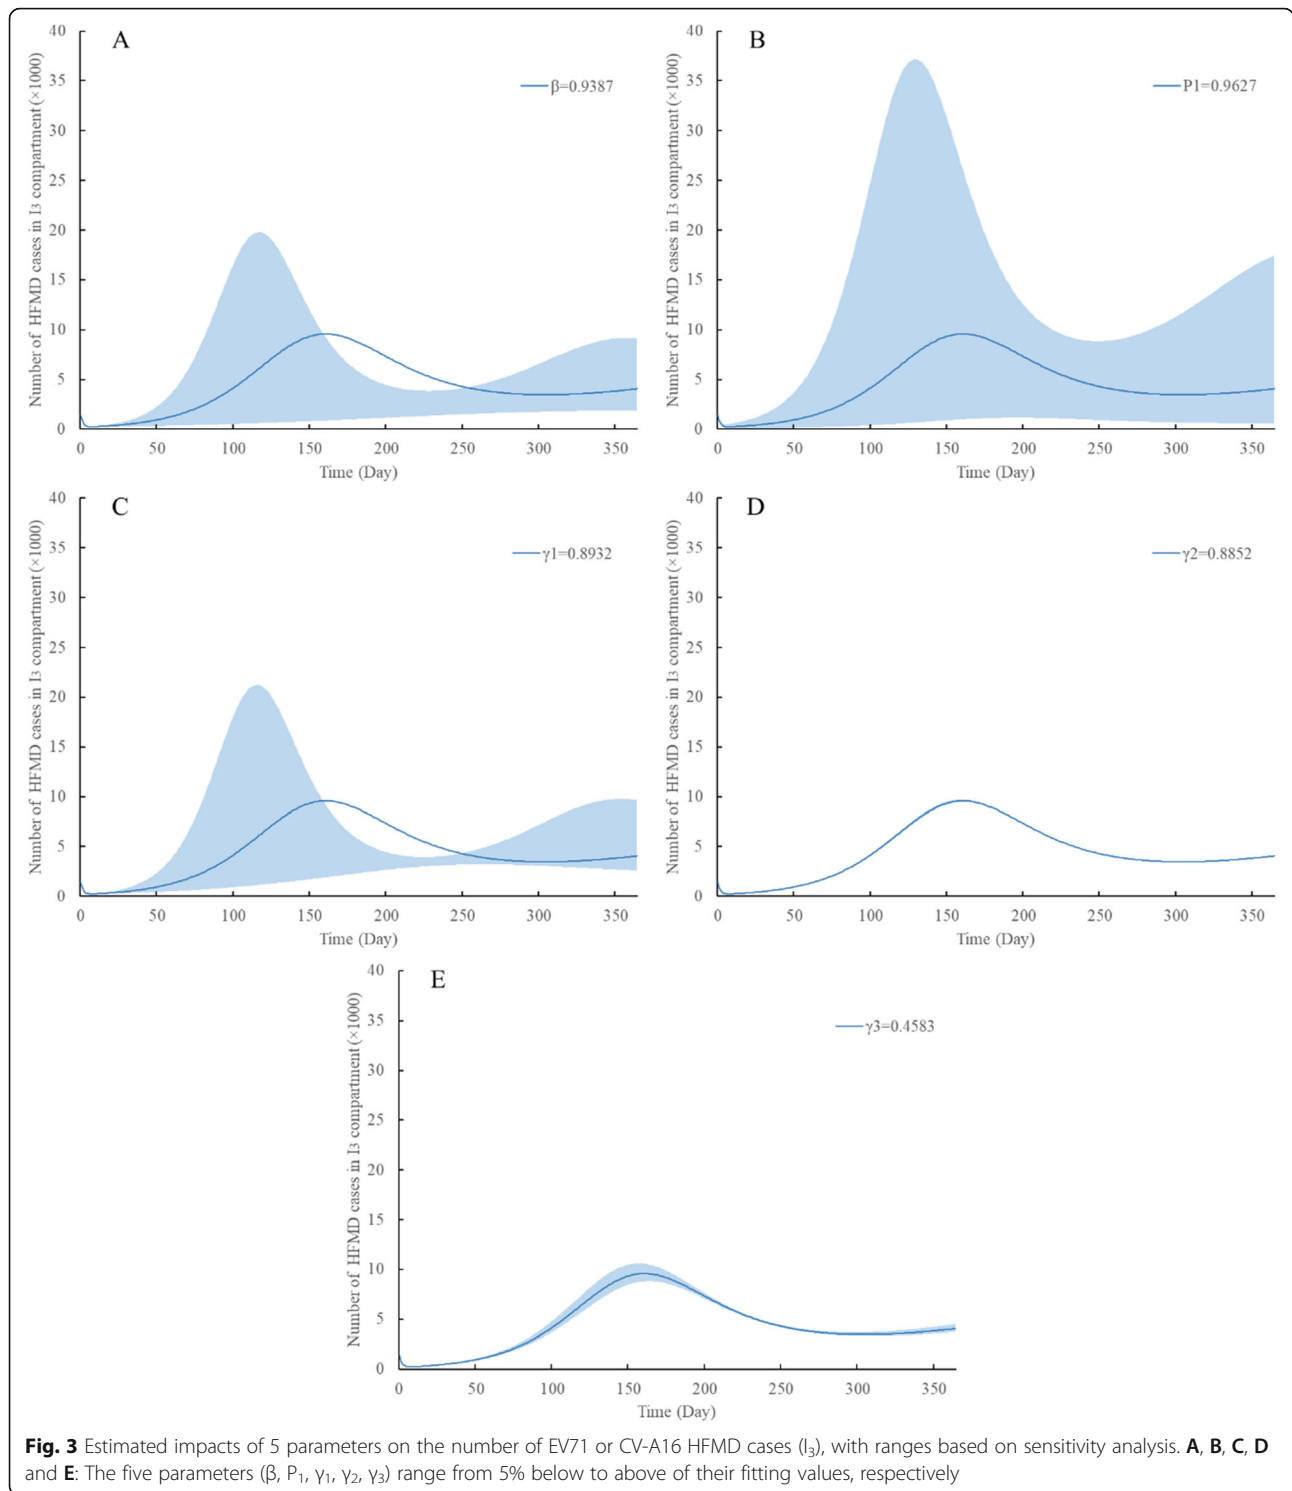 A
Number of HFMD cases in I3 compartment (×1000)
40
35
30
25
20
15
10
5
0
β=0.9387
0 50 100 150 200 250 300 350
Time (Day)
B
Number of HFMD cases in I3 compartment (×1000)
40
35
30
25
20
15
10
5
0
P1=0.9627
0 50 100 150 200 250 300 350
Time (Day)
C
Number of HFMD cases in I3 compartment (×1000)
40
35
30
25
20
15
10
5
0
γ1=0.8932
0 50 100 150 200 250 300 350
Time (Day)
D
Number of HFMD cases in I3 compartment (×1000)
40
35
30
25
20
15
10
5
0
γ2=0.8852
0 50 100 150 200 250 300 350
Time (Day)
E
Number of HFMD cases in I3 compartment (×1000)
40
35
30
25
20
15
10
5
0
γ3=0.4583
0 50 100 150 200 250 300 350
Time (Day)
Fig. 3 Estimated impacts of 5 parameters on the number of EV71 or CV-A16 HFMD cases (I₃), with ranges based on sensitivity analysis. A, B, C, D
and E: The five parameters (β, P₁, γ₁, γ₂, γ₃) range from 5% below to above of their fitting values, respectively